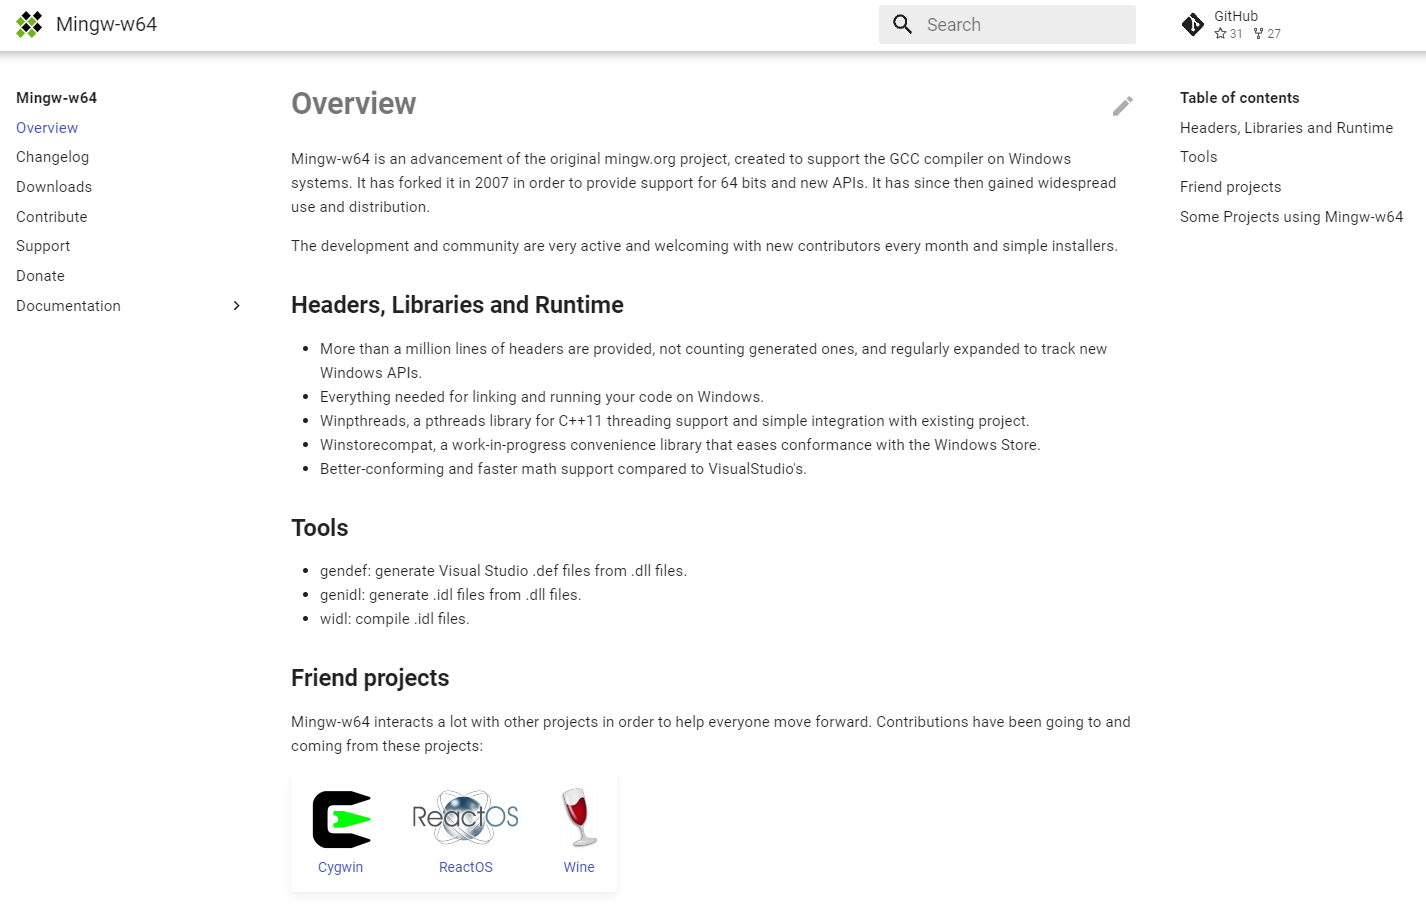 Mingw-w64
Search
GitHub
31 27
Mingw-w64
Overview
Changelog
Downloads
Contribute
Support
Donate
Documentation
Overview
Mingw-w64 is an advancement of the original mingw.org project, created to support the GCC compiler on Windows
systems. It has forked it in 2007 in order to provide support for 64 bits and new APIs. It has since then gained widespread
use and distribution.
The development and community are very active and welcoming with new contributors every month and simple installers.
Headers, Libraries and Runtime
• More than a million lines of headers are provided, not counting generated ones, and regularly expanded to track new
Windows APIs.
• Everything needed for linking and running your code on Windows.
• Winpthreads, a pthreads library for C++11 threading support and simple integration with existing project.
• Winstorecompat, a work-in-progress convenience library that eases conformance with the Windows Store.
• Better-conforming and faster math support compared to VisualStudio's.
Tools
• gendef: generate Visual Studio .def files from .dll files.
• genidl: generate .idl files from .dll files.
• widl: compile .idl files.
Friend projects
Mingw-w64 interacts a lot with other projects in order to help everyone move forward. Contributions have been going to and
coming from these projects:
ReactOS
Cygwin ReactOS Wine
Table of contents
Headers, Libraries and Runtime
Tools
Friend projects
Some Projects using Mingw-w64